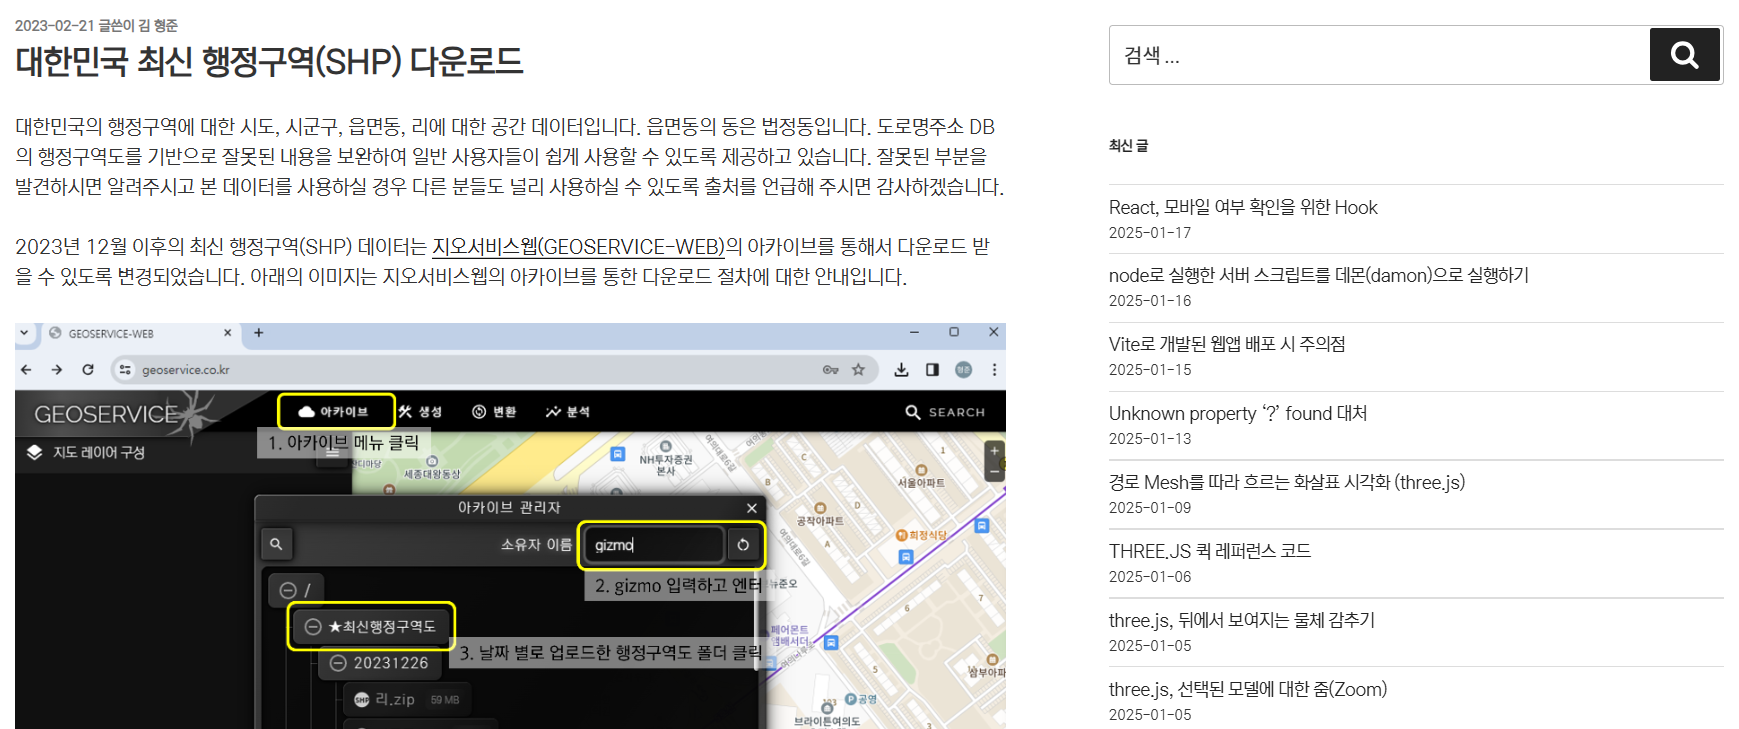 2023-02-21 글쓴이 김 형준
대한민국 최신 행정구역(SHP) 다운로드
대한민국의 행정구역에 대한 시도, 시군구, 읍면동, 리에 대한 공간 데이터입니다. 읍면동의 동은 법정동입니다. 도로명주소 DB
의 행정구역도를 기반으로 잘못된 내용을 보완하여 일반 사용자들이 쉽게 사용할 수 있도록 제공하고 있습니다. 잘못된 부분을
발견하시면 알려주시고 본 데이터를 사용하실 경우 다른 분들도 널리 사용하실 수 있도록 출처를 언급해 주시면 감사하겠습니다.
2023년 12월 이후의 최신 행정구역(SHP) 데이터는 지오서비스웹(GEOSERVICE-WEB)의 아카이브를 통해서 다운로드 받
을 수 있도록 변경되었습니다. 아래의 이미지는 지오서비스웹의 아카이브를 통한 다운로드 절차에 대한 안내입니다.
GEOSERVICE-WEB
geoservice.co.kr
형준
GEOSERVICE
아카이브
생성
변환
분석
SEARCH
1. 아카이브 메뉴 클릭
지도 레이어 구성
잔디마당
세종대왕동상
NH투자증권
본사
여의대로6길
여의나루
C
B
A
D
1
서울아파트
공작아파트
희정식당
아카이브 관리자
소유자 이름
gizmo
2. gizmo 입력하고 엔터
뉴준오
/
★최신행정구역도
3. 날짜 별로 업로드한 행정구역도 폴더 클릭
페어몬트
앰배서더
20231226
SHP 리.zip 59 MB
6
7
5
4
3
삼부아파
공영
103
브라이튼여의도
검색 ...
최신 글
React, 모바일 여부 확인을 위한 Hook
2025-01-17
node로 실행한 서버 스크립트를 데몬(damon)으로 실행하기
2025-01-16
Vite로 개발된 웹앱 배포 시 주의점
2025-01-15
Unknown property ‘?’ found 대처
2025-01-13
경로 Mesh를 따라 흐르는 화살표 시각화 (three.js)
2025-01-09
THREE.JS 퀵 레퍼런스 코드
2025-01-06
three.js, 뒤에서 보여지는 물체 감추기
2025-01-05
three.js, 선택된 모델에 대한 줌(Zoom)
2025-01-05